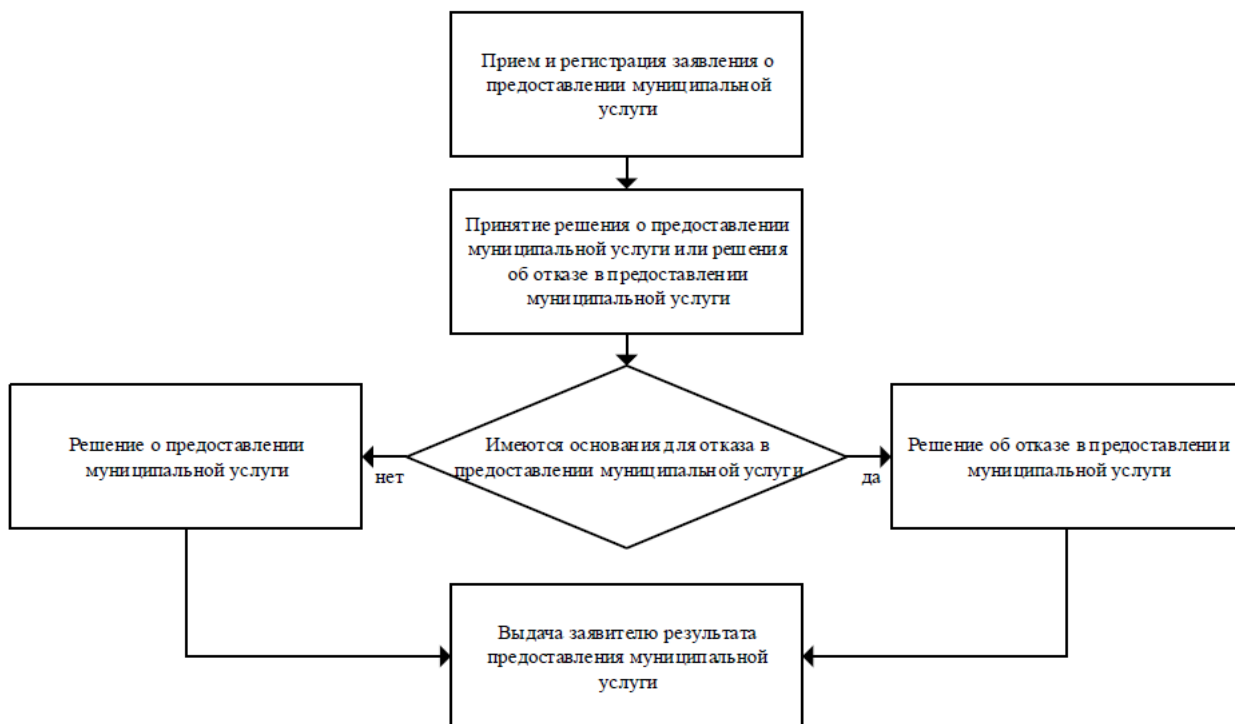 Прием и регистрация заявления о
предоставлении муниципальной
услуги
Принятие решения о предоставлении
муниципальной услуги или решения
об отказе в предоставлении
муниципальной услуги
Решение о предоставлении
муниципальной услуги
нет
Имеются основания для отказа в
предоставлении муниципальной услуги
да
Решение об отказе в предоставлении
муниципальной услуги
Выдача заявителю результата
предоставления муниципальной
услуги